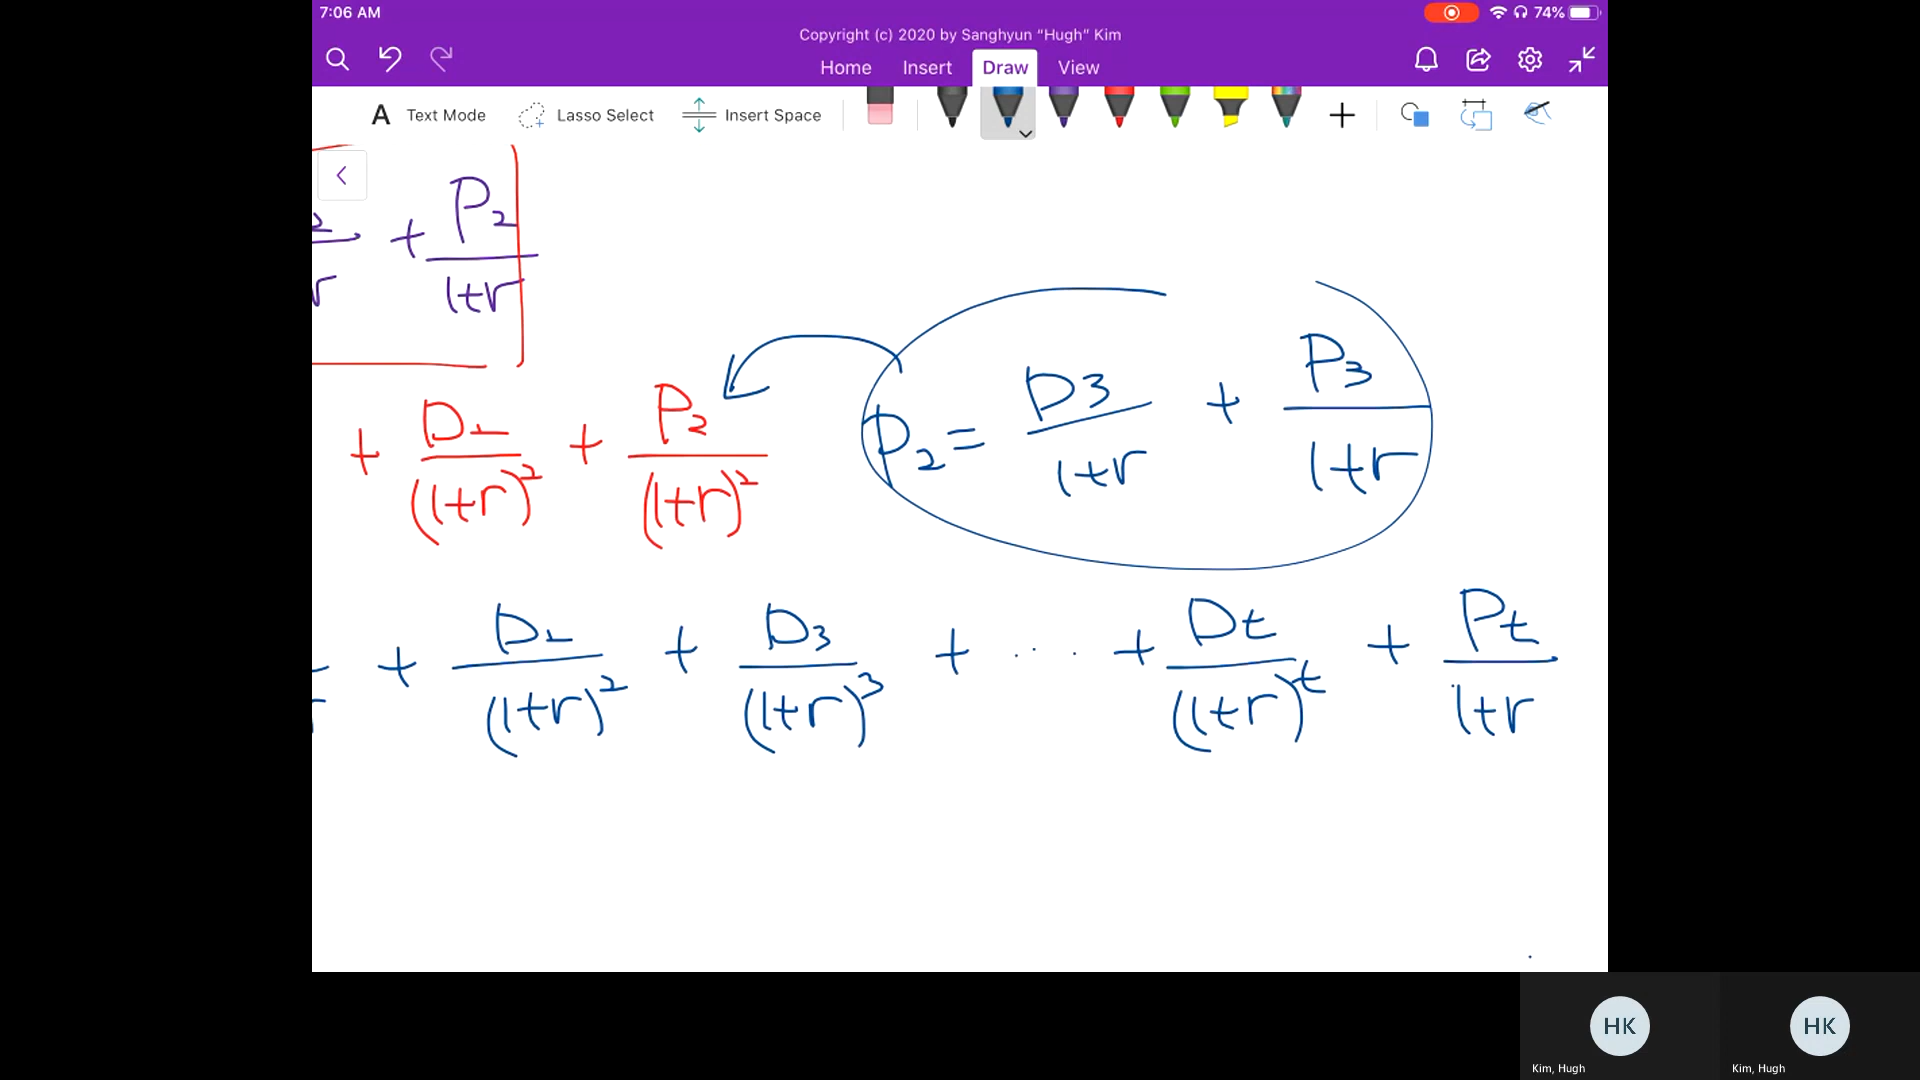 7:06 AM 74%
Copyright (c) 2020 by Sanghyun "Hugh" Kim
Home Insert Draw View
A Text Mode Lasso Select Insert Space
+ P₂/(1+r)
+ D₂/(1+r)² + P₂/(1+r)² P₂ = D3/(1+r) + P3/(1+r)
+ D₂/(1+r)² + D₃/(1+r)³ + ... + Dt/(1+r)^t + Pt/(1+r)
HK HK
Kim, Hugh Kim, Hugh